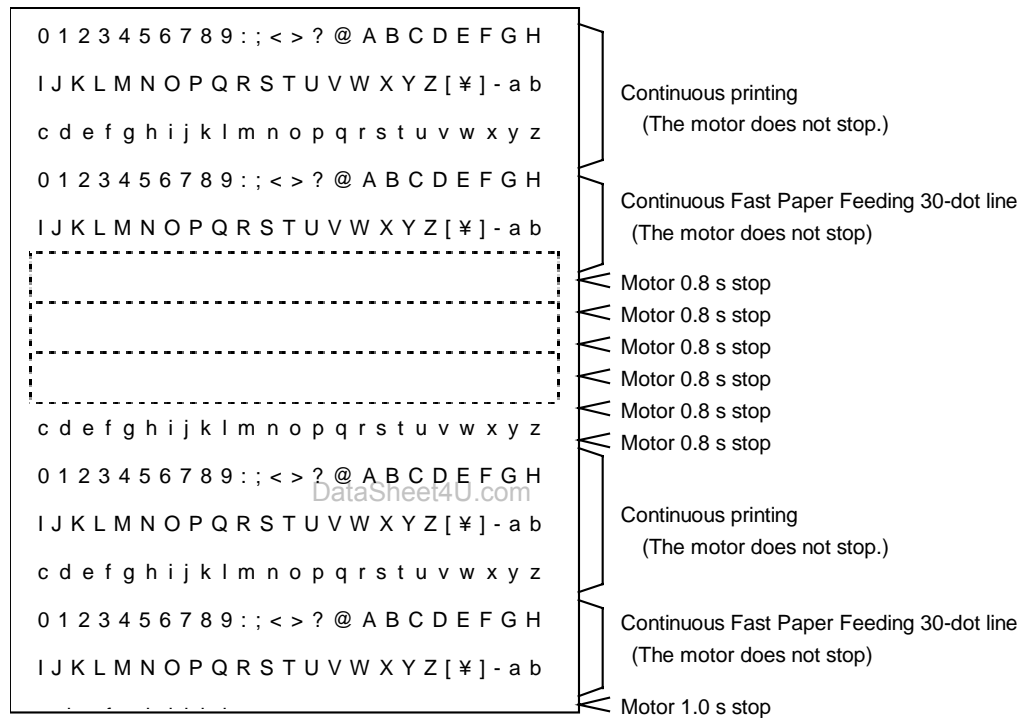 0 1 2 3 4 5 6 7 8 9 : ; < > ? @ A B C D E F G H
I J K L M N O P Q R S T U V W X Y Z [ ¥ ] - a b
c d e f g h i j k l m n o p q r s t u v w x y z
0 1 2 3 4 5 6 7 8 9 : ; < > ? @ A B C D E F G H
I J K L M N O P Q R S T U V W X Y Z [ ¥ ] - a b
c d e f g h i j k l m n o p q r s t u v w x y z
0 1 2 3 4 5 6 7 8 9 : ; < > ? @ A B C D E F G H
DataSheet4U.com
I J K L M N O P Q R S T U V W X Y Z [ ¥ ] - a b
c d e f g h i j k l m n o p q r s t u v w x y z
0 1 2 3 4 5 6 7 8 9 : ; < > ? @ A B C D E F G H
I J K L M N O P Q R S T U V W X Y Z [ ¥ ] - a b
Continuous printing
(The motor does not stop.)
Continuous Fast Paper Feeding 30-dot line
(The motor does not stop)
Motor 0.8 s stop
Motor 0.8 s stop
Motor 0.8 s stop
Motor 0.8 s stop
Motor 0.8 s stop
Motor 0.8 s stop
Continuous printing
(The motor does not stop.)
Continuous Fast Paper Feeding 30-dot line
(The motor does not stop)
Motor 1.0 s stop